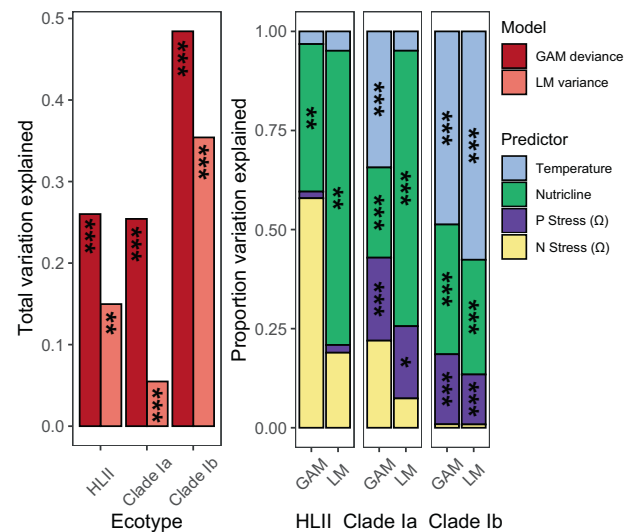 Total variation explained
0.5
0.4
0.3
0.2
0.1
0.0
***
***
***
**
***
***
HLII
Clade Ia
Clade Ib
Ecotype
Proportion variation explained
1.00
0.75
0.50
0.25
0.00
**
**
***
***
***
***
*
***
***
***
***
***
***
GAM
LM
GAM
LM
GAM
LM
HLII Clade Ia Clade Ib
Model
GAM deviance
LM variance
Predictor
Temperature
Nutricline
P Stress (Ω)
N Stress (Ω)